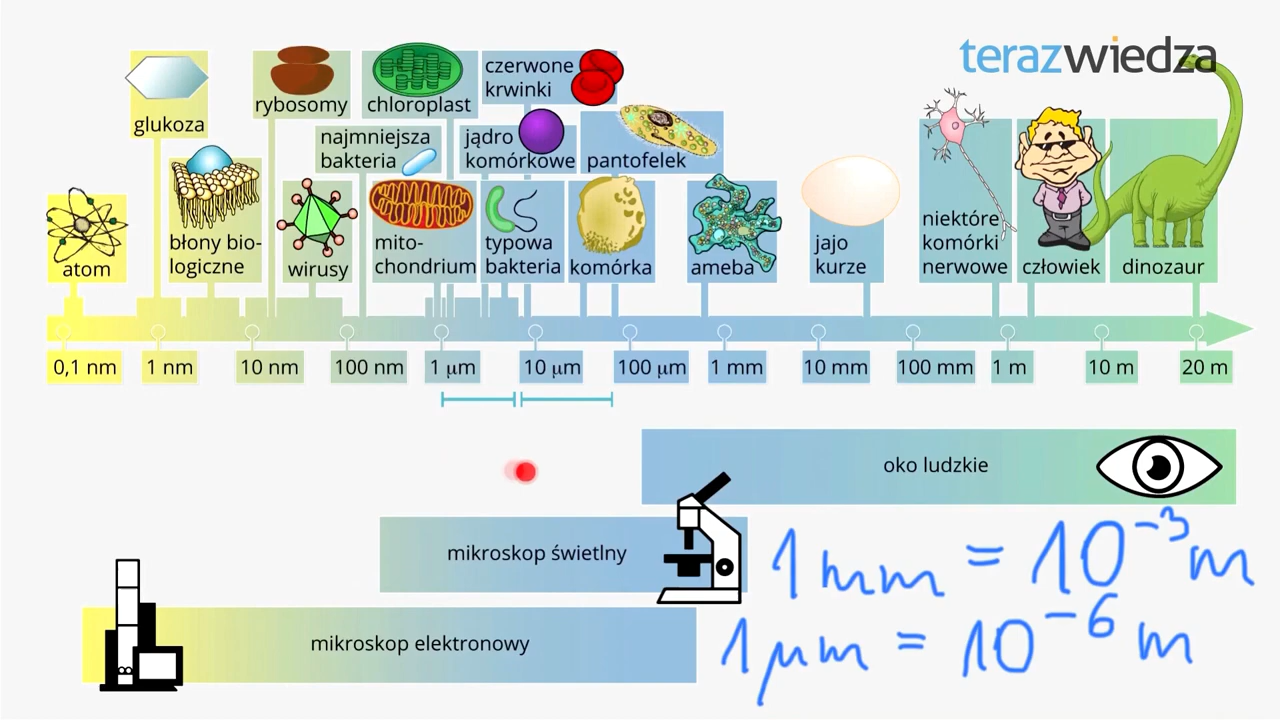 terazwiedza
glukoza
rybosomy
chloroplast
czerwone
krwinki
najmniejsza
bakteria
jądro
komórkowe
pantofelek
atom
błony bio-
logiczne
wirusy
mito-
chondrium
typowa
bakteria
komórka
ameba
jajo
kurze
niektóre
komórki
nerwowe
człowiek
dinozaur
0,1 nm
1 nm
10 nm
100 nm
1 μm
10 μm
100 μm
1 mm
10 mm
100 mm
1 m
10 m
20 m
oko ludzkie
mikroskop świetlny
mikroskop elektronowy
1 mm = 10⁻³ m
1 μm = 10⁻⁶ m